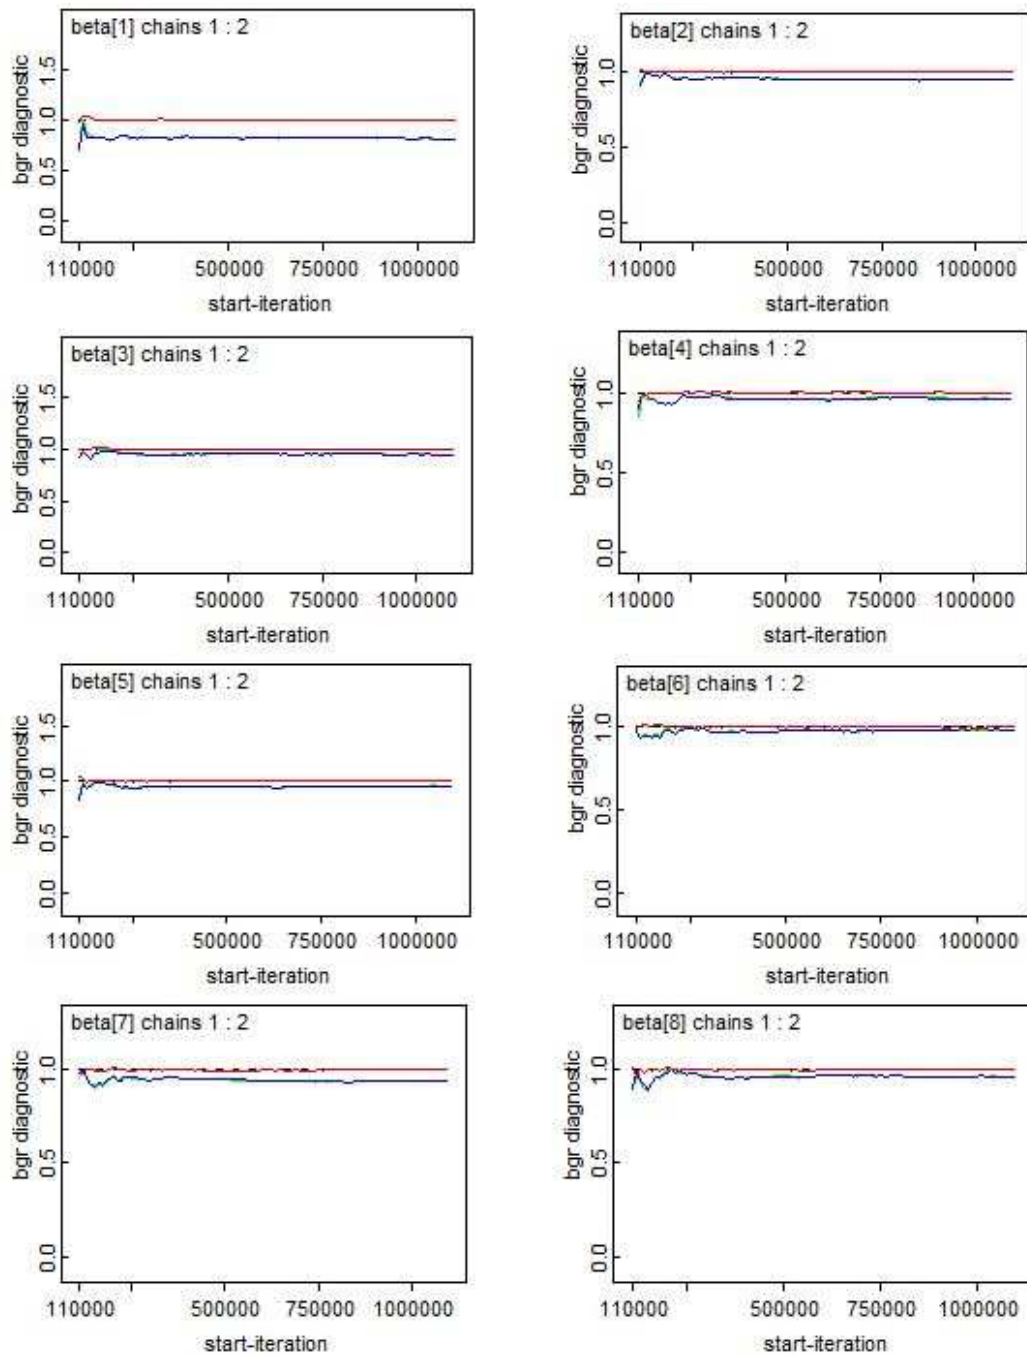 beta[1] chains 1 : 2
bgr diagnostic
0.0 0.5 1.0 1.5
110000 500000 750000 1000000
start-iteration
beta[2] chains 1 : 2
bgr diagnostic
0.0 0.5 1.0
110000 500000 750000 1000000
start-iteration
beta[3] chains 1 : 2
bgr diagnostic
0.0 0.5 1.0 1.5
110000 500000 750000 1000000
start-iteration
beta[4] chains 1 : 2
bgr diagnostic
0.0 0.5 1.0
110000 500000 750000 1000000
start-iteration
beta[5] chains 1 : 2
bgr diagnostic
0.0 0.5 1.0 1.5
110000 500000 750000 1000000
start-iteration
beta[6] chains 1 : 2
bgr diagnostic
0.0 0.5 1.0
110000 500000 750000 1000000
start-iteration
beta[7] chains 1 : 2
bgr diagnostic
0.0 0.5 1.0
110000 500000 750000 1000000
start-iteration
beta[8] chains 1 : 2
bgr diagnostic
0.0 0.5 1.0
110000 500000 750000 1000000
start-iteration